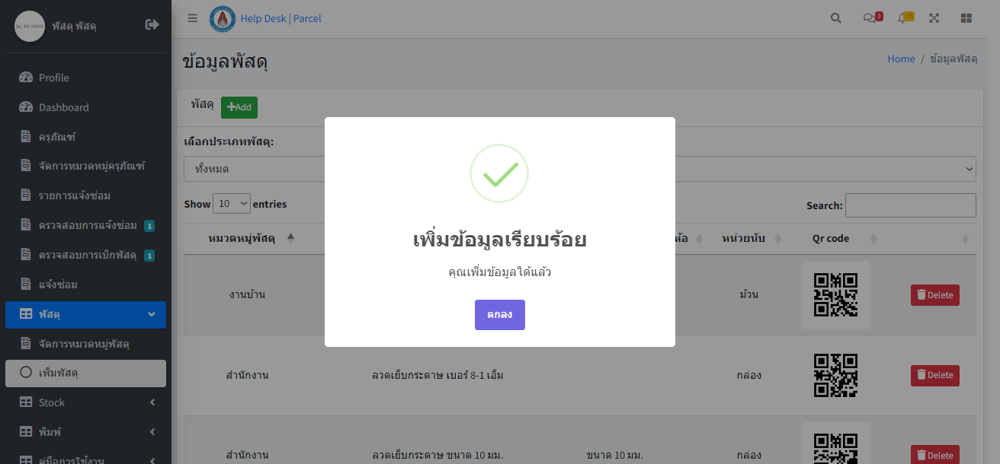 NO IMAGE
พัสดุ พัสดุ
Profile
Dashboard
ครุภัณฑ์
จัดการหมวดหมู่ครุภัณฑ์
รายการแจ้งซ่อม
ตรวจสอบการแจ้งซ่อม 1
ตรวจสอบการเบิกพัสดุ 1
แจ้งซ่อม
พัสดุ
จัดการหมวดหมู่พัสดุ
เพิ่มพัสดุ
Stock
พิมพ์
คู่มือการใช้งาน
Help Desk | Parcel
3
15
ข้อมูลพัสดุ
Home / ข้อมูลพัสดุ
พัสดุ
Add
เลือกประเภทพัสดุ:
ทั้งหมด
Show 10 entries
Search:
หมวดหมู่พัสดุ
หน่วยนับ
Qr code
งานบ้าน
ม้วน
Delete
สำนักงาน
ลวดเย็บกระดาษ เบอร์ 8-1 เอ็ม
กล่อง
Delete
สำนักงาน
ลวดเย็บกระดาษ ขนาด 10 มม.
ขนาด 10 มม.
กล่อง
Delete
เพิ่มข้อมูลเรียบร้อย
คุณเพิ่มข้อมูลได้แล้ว
ตกลง